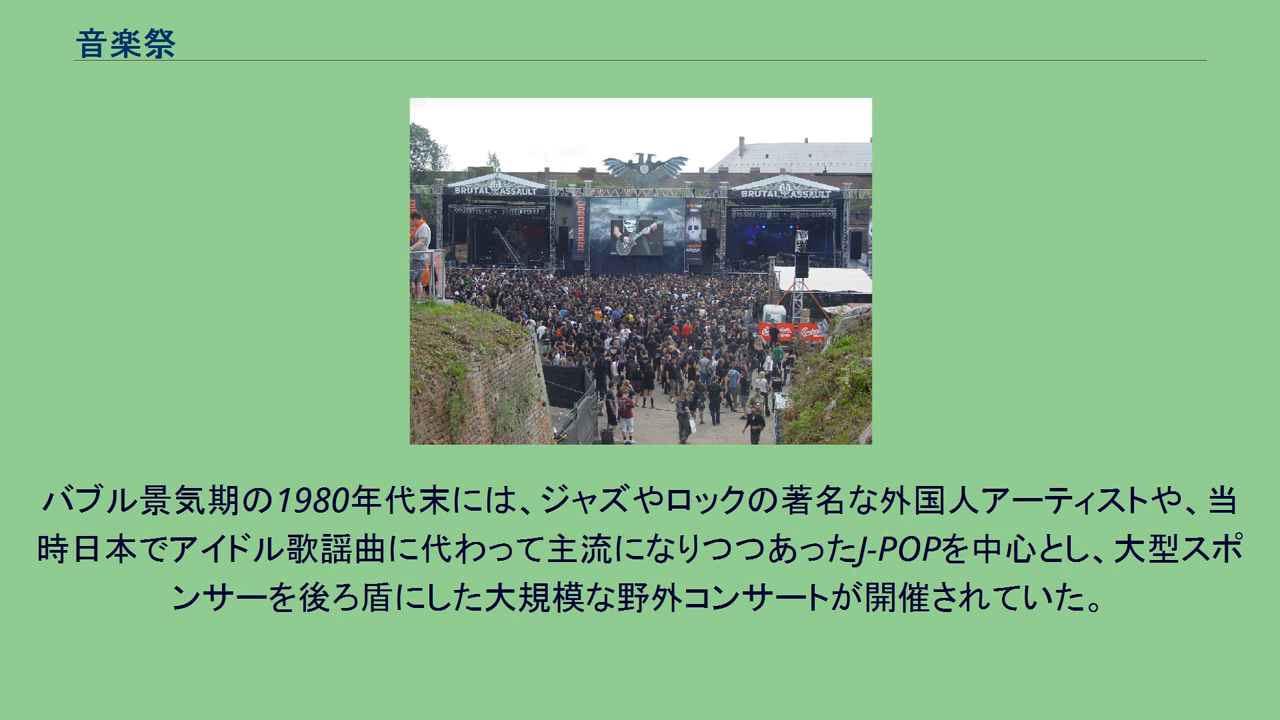 音楽祭
BRUTAL ASSAULT
BRUTAL ASSAULT
バブル景気期の1980年代末には、ジャズやロックの著名な外国人アーティストや、当
時日本でアイドル歌謡曲に代わって主流になりつつあったJ-POPを中心とし、大型スポ
ンサーを後ろ盾にした大規模な野外コンサートが開催されていた。